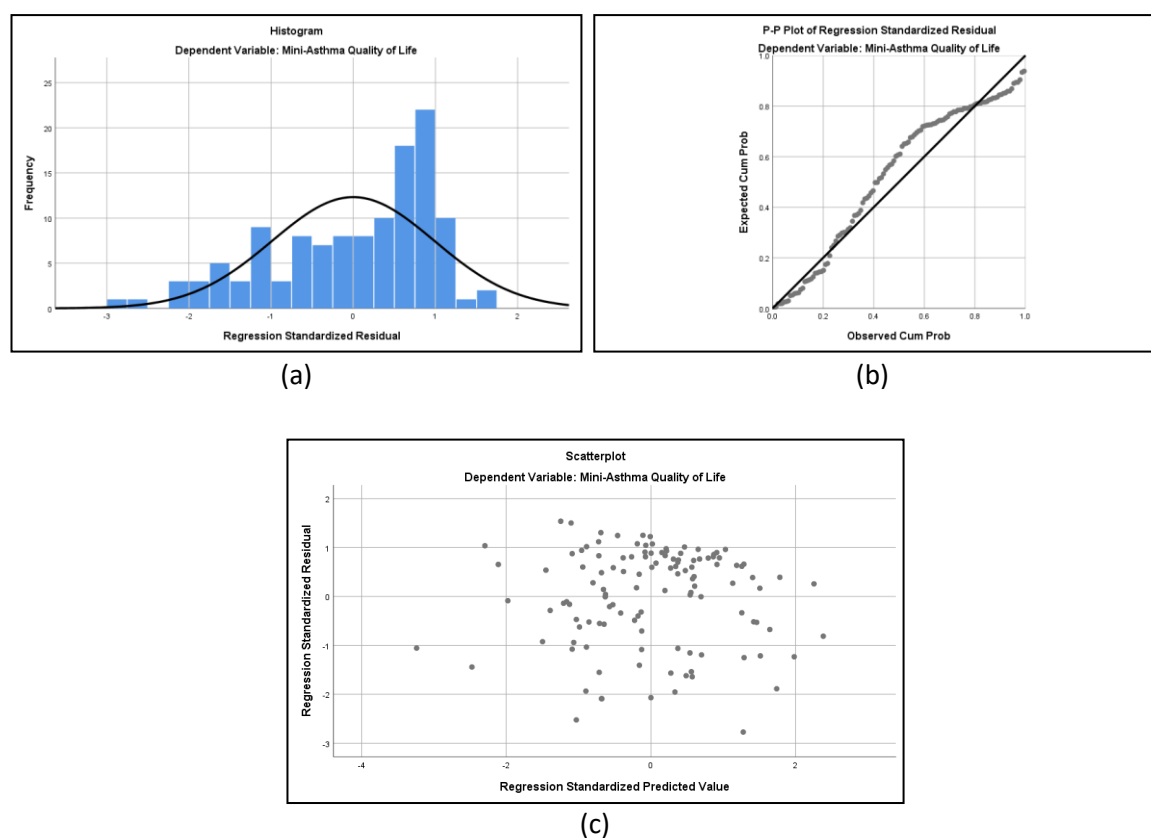 Histogram
Dependent Variable: Mini-Asthma Quality of Life
Frequency
25
20
15
10
5
0
-3
-2
-1
0
1
2
Regression Standardized Residual
(a)
P-P Plot of Regression Standardized Residual
Dependent Variable: Mini-Asthma Quality of Life
Expected Cum Prob
1.0
0.8
0.6
0.4
0.2
0.0
0.0
0.2
0.4
0.6
0.8
1.0
Observed Cum Prob
(b)
Scatterplot
Dependent Variable: Mini-Asthma Quality of Life
Regression Standardized Residual
2
1
0
-1
-2
-3
-4
-2
0
2
Regression Standardized Predicted Value
(c)